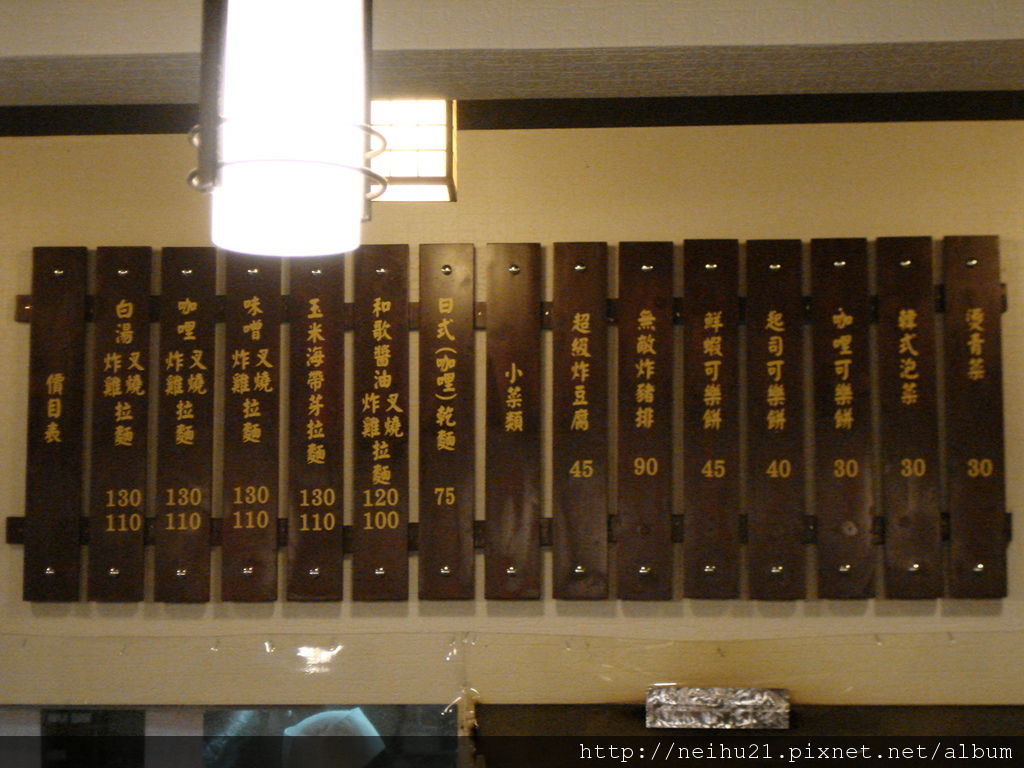 價目表
白湯 叉燒 炸雞 拉麵 130 110
咖哩 叉燒 炸雞 拉麵 130 110
味噌 叉燒 炸雞 拉麵 130 110
玉米海帶芽拉麵 130 110
和歌醬油 叉燒 炸雞 拉麵 120 100
日式(咖哩)乾麵 75
小菜類
超級炸豆腐 45
無敵炸豬排 90
鮮蝦可樂餅 45
起司可樂餅 40
咖哩可樂餅 30
韓式泡菜 30
燙青菜 30
http://neihu21.pixnet.net/album